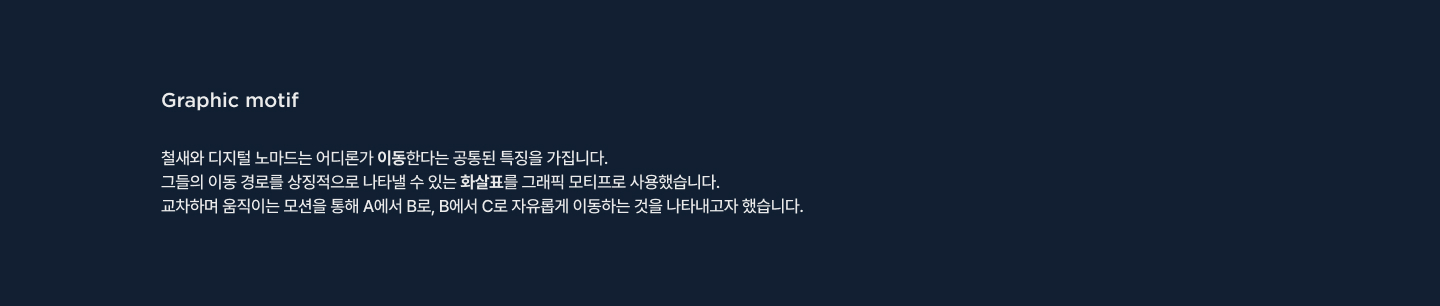 Graphic motif
철새와 디지털 노마드는 어디론가 이동한다는 공통된 특징을 가집니다.
그들의 이동 경로를 상징적으로 나타낼 수 있는 화살표를 그래픽 모티프로 사용했습니다.
교차하며 움직이는 모션을 통해 A에서 B로, B에서 C로 자유롭게 이동하는 것을 나타내고자 했습니다.